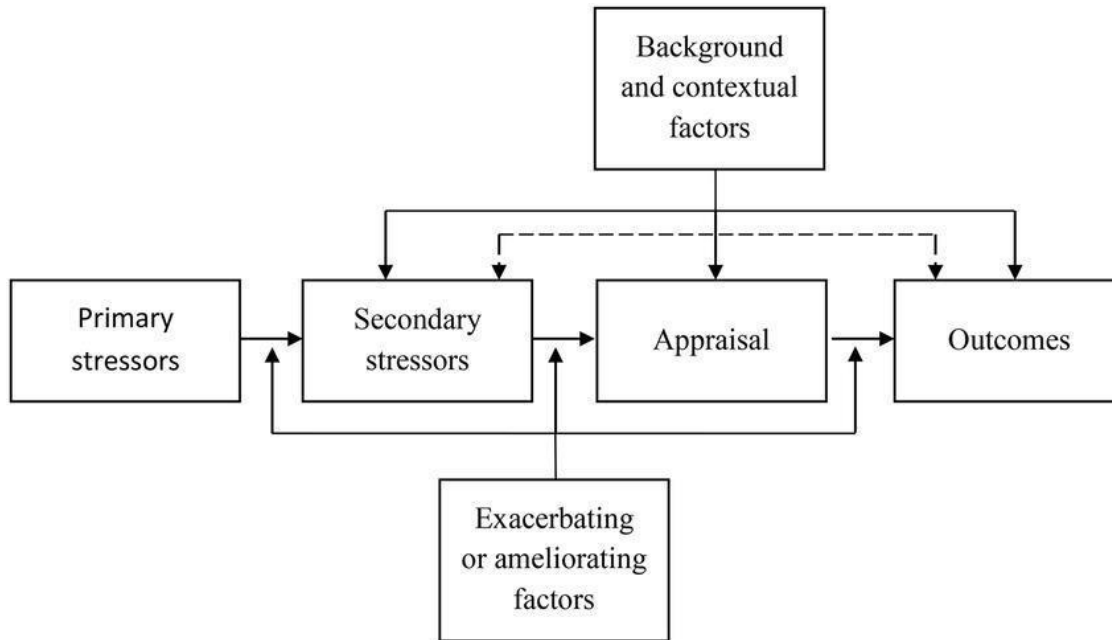 Background
and contextual
factors
Primary
stressors
Secondary
stressors
Appraisal
Outcomes
Exacerbating
or ameliorating
factors